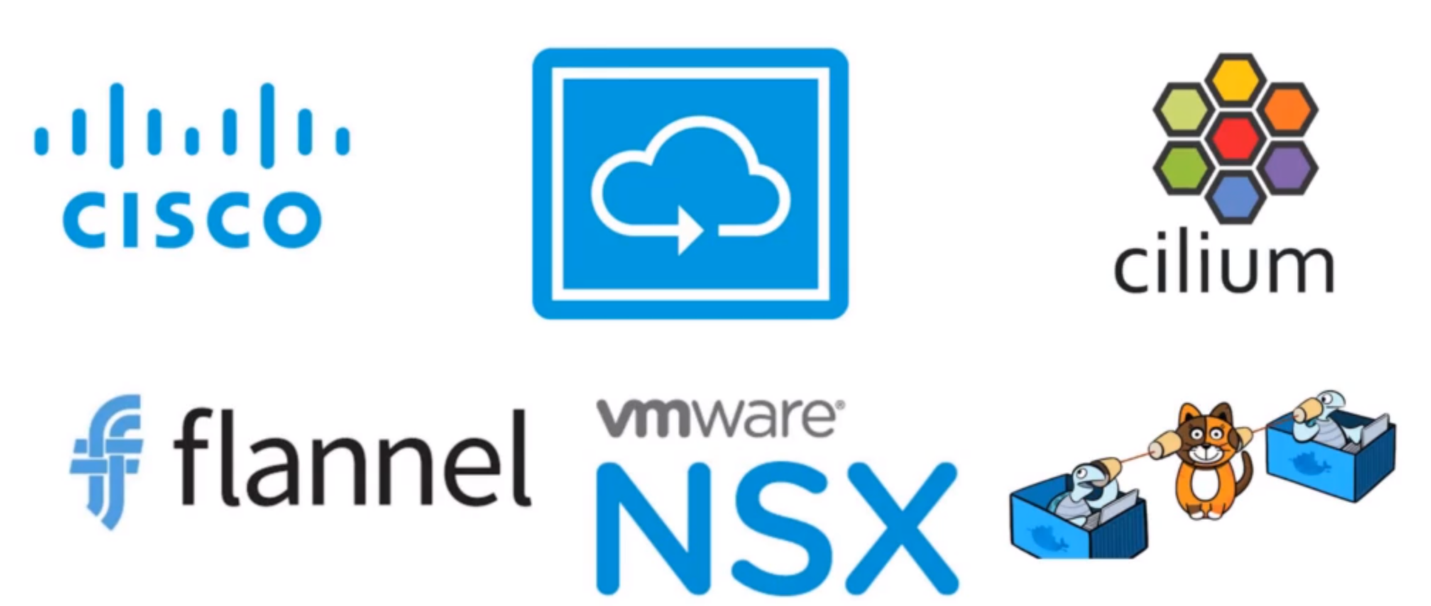 CISCO
cilium
flannel
vmware®
NSX